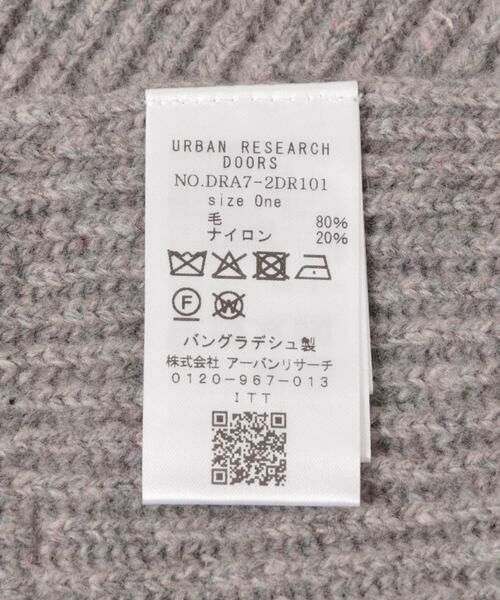 URBAN RESEARCH
DOORS
NO.DRA7-2DR101
size One
毛 80%
ナイロン 20%
F W
バングラデシュ製
株式会社 アーバンリサーチ
0120-967-013
ITT